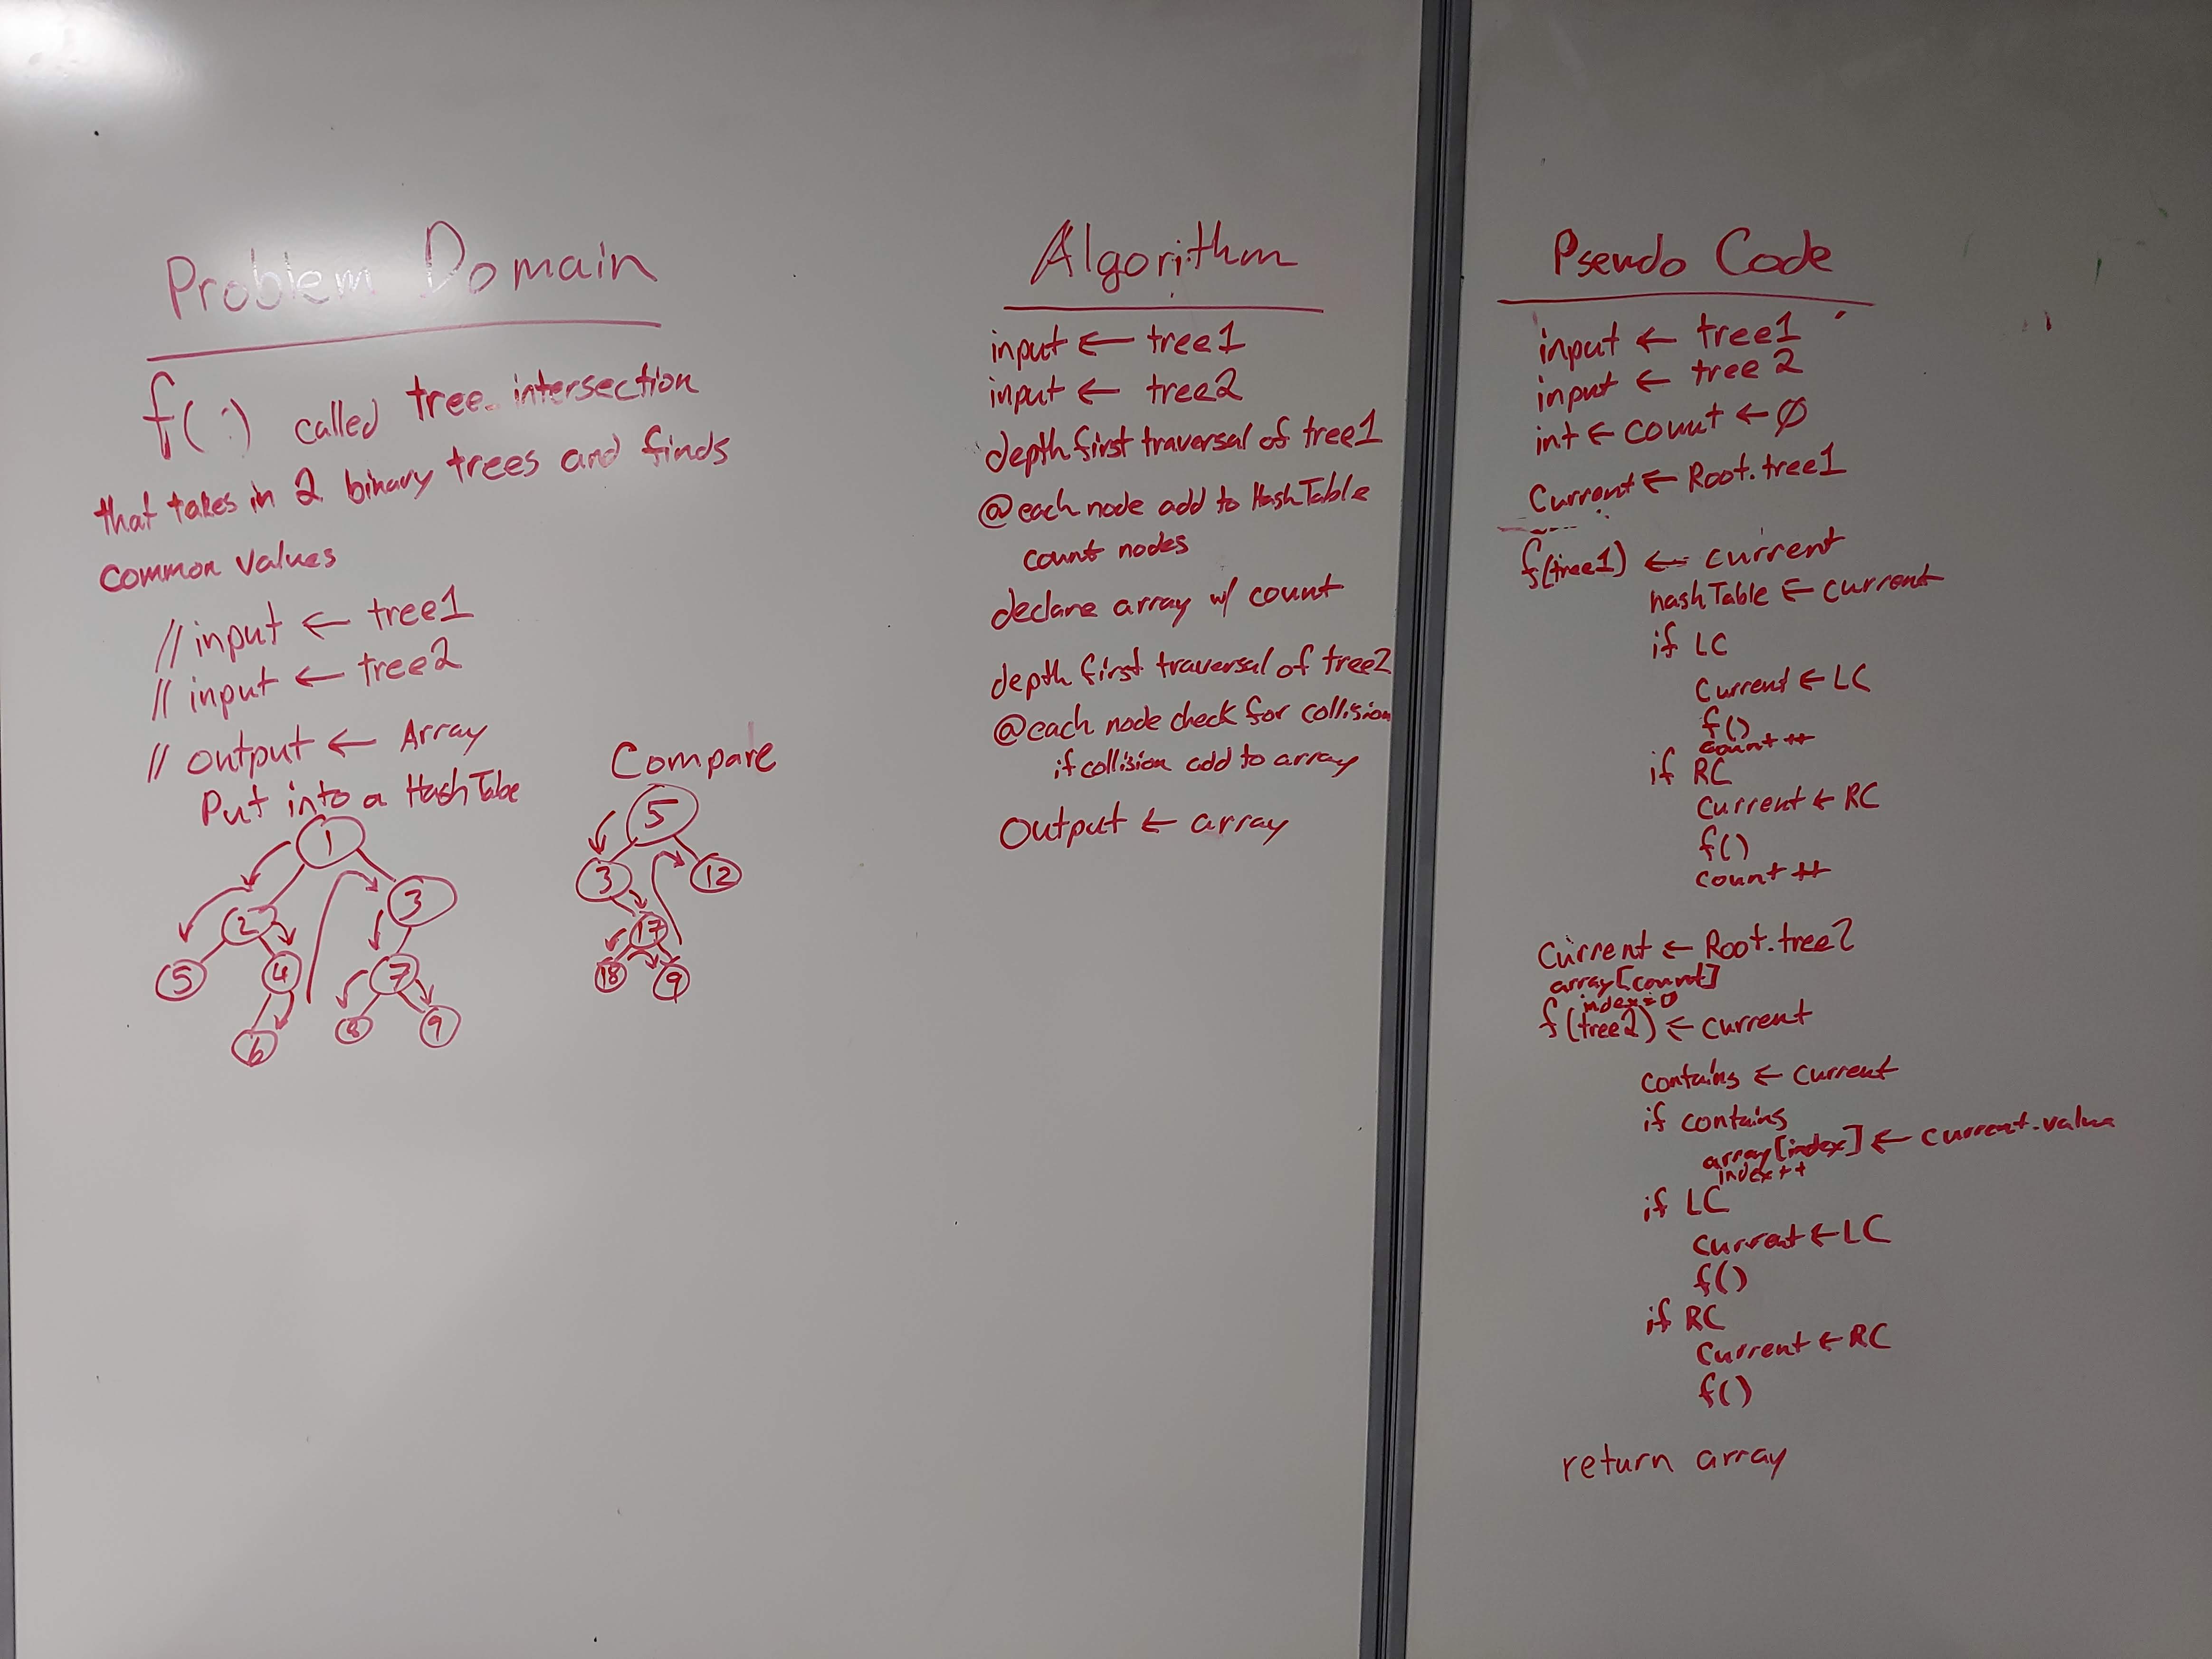 Problem Domain
f( ) called tree_intersection
that takes in 2 binary trees and finds
common values
// input ← tree1
// input ← tree2
// output ← Array
Put into a HashTabe
1
2
3
5
4
7
6
8
9
Compare
5
3
12
17
18
9
Algorithm
input ← tree1
input ← tree2
depth first traversal of tree1
@each node add to HashTable
count nodes
declare array w/ count
depth first traversal of tree2
@each node check for collision
if collision add to array
Output ← array
Pseudo Code
input ← tree1
input ← tree2
int ← count ← Ø
Current ← Root.tree1
f(tree1) ← current
hashTable ← current
if LC
Current ← LC
f()
count ++
if RC
Current ← RC
f()
count ++
Current ← Root.tree2
array[count]
index=0
f(tree2) ← current
contains ← current
if contains
array[index] ← current.value
index++
if LC
Current ← LC
f()
if RC
Current ← RC
f()
return array